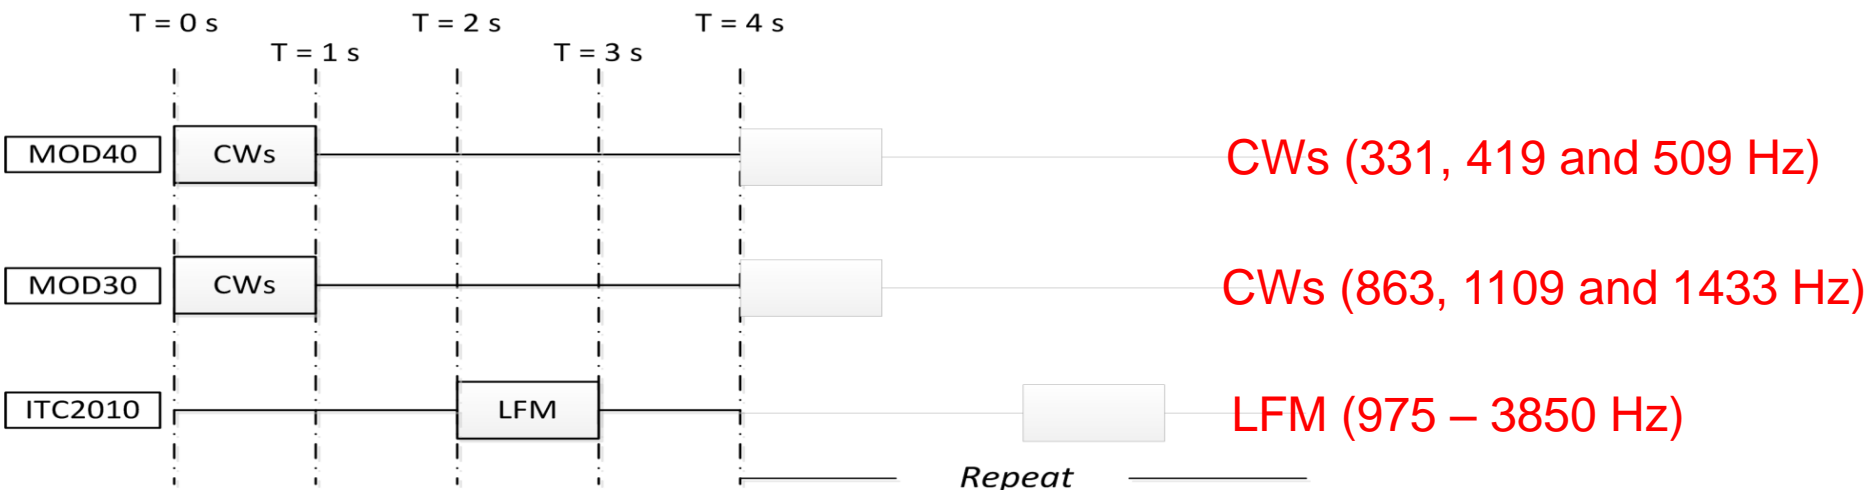 T = 0 s
T = 2 s
T = 4 s
T = 1 s
T = 3 s
MOD40
CWs
CWs (331, 419 and 509 Hz)
MOD30
CWs
CWs (863, 1109 and 1433 Hz)
ITC2010
LFM
LFM (975 – 3850 Hz)
Repeat